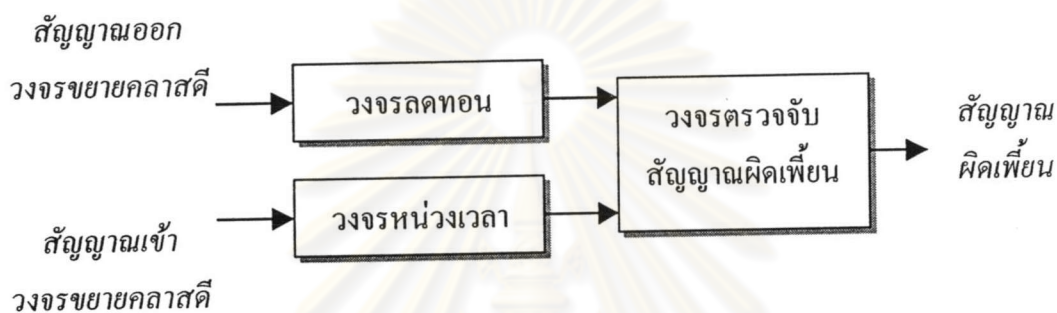 สัญญาณออก
วงจรขยายคลาสดี
วงจรลดทอน
วงจรตรวจจับ
สัญญาณผิดเพี้ยน
สัญญาณ
ผิดเพี้ยน
วงจรหน่วงเวลา
สัญญาณเข้า
วงจรขยายคลาสดี